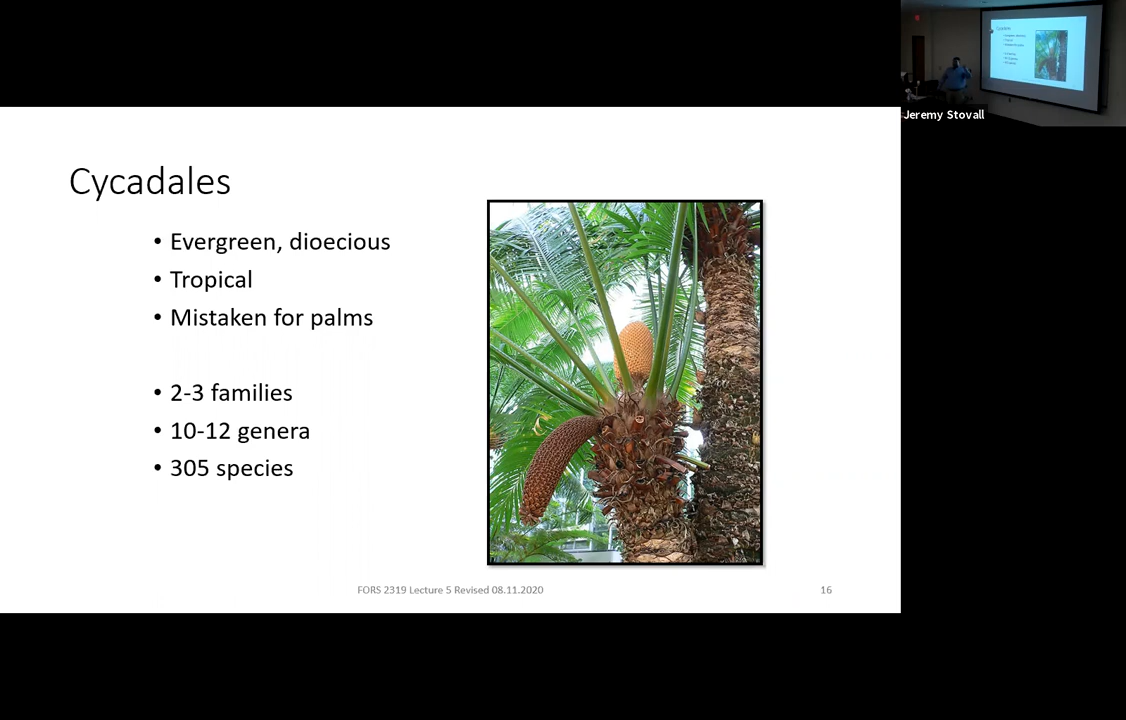 Cycadales
• Evergreen, dioecious
• Tropical
• Mistaken for palms
• 2-3 families
• 10-12 genera
• 305 species
FORS 2319 Lecture 5 Revised 08.11.2020
16
Jeremy Stovall